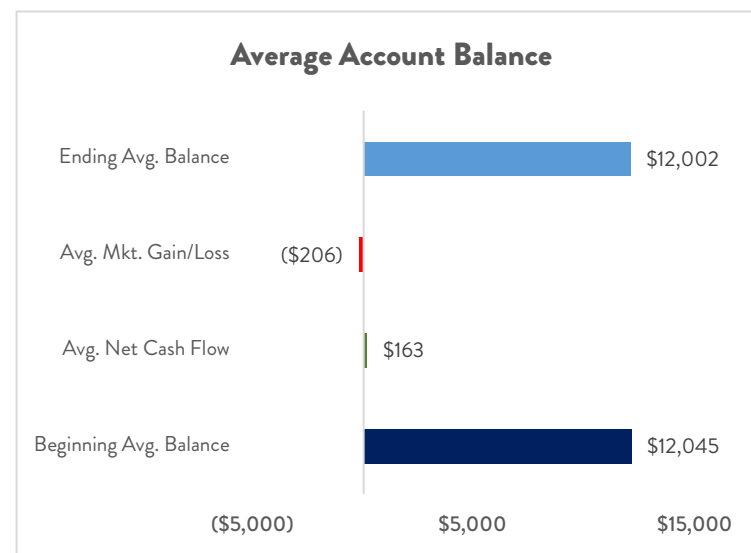 Average Account Balance
Ending Avg. Balance $12,002
Avg. Mkt. Gain/Loss ($206)
Avg. Net Cash Flow $163
Beginning Avg. Balance $12,045
($5,000) $5,000 $15,000